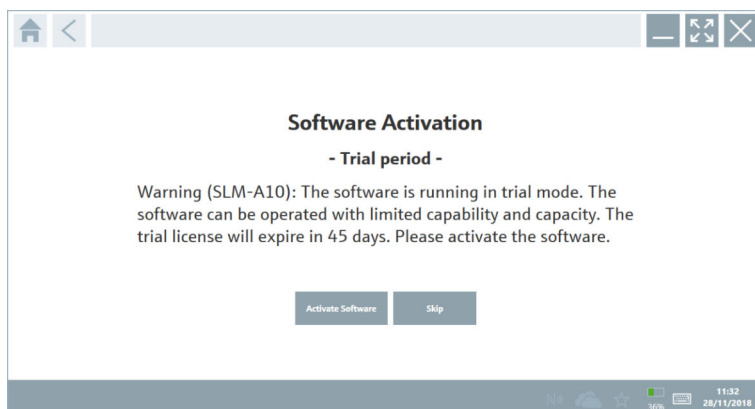 Software Activation
- Trial period -
Warning (SLM-A10): The software is running in trial mode. The
software can be operated with limited capability and capacity. The
trial license will expire in 45 days. Please activate the software.
Activate Software
Skip
36%
11:32
28/11/2018